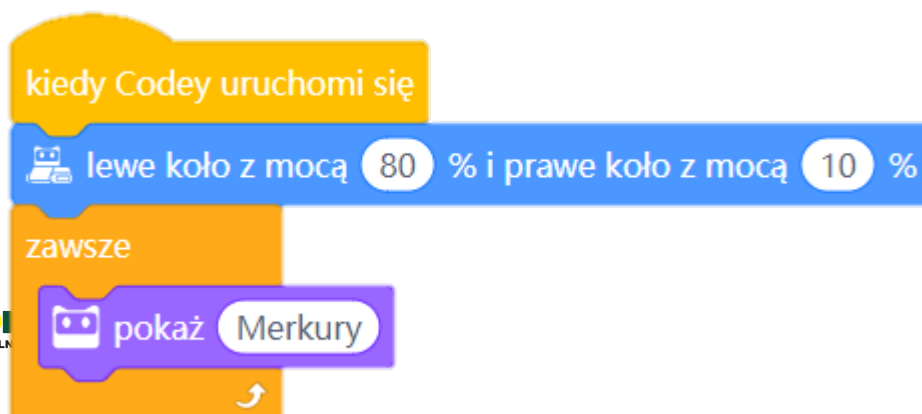 kiedy Codey uruchomi się
lewe koło z mocą 80 % i prawe koło z mocą 10 %
zawsze
pokaż Merkury